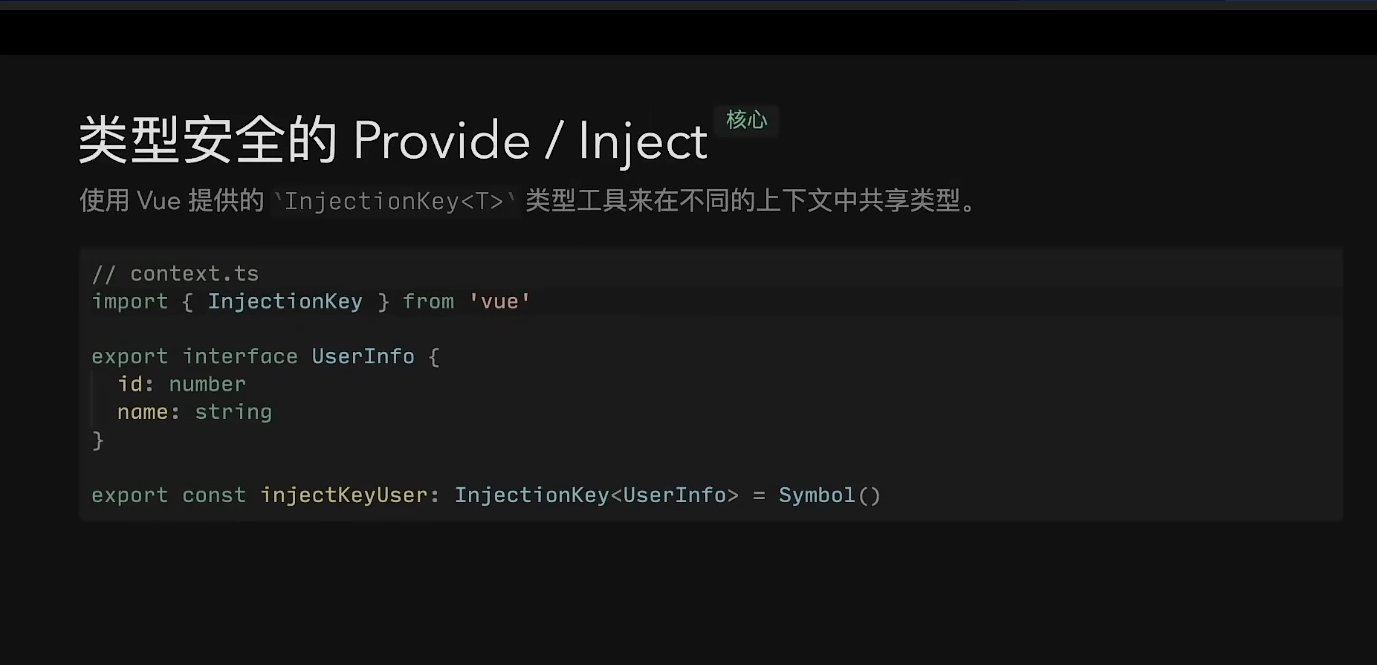 类型安全的 Provide / Inject 核心
使用 Vue 提供的 `InjectionKey<T>` 类型工具来在不同的上下文中共享类型。
// context.ts
import { InjectionKey } from 'vue'
export interface UserInfo {
  id: number
  name: string
}
export const injectKeyUser: InjectionKey<UserInfo> = Symbol()